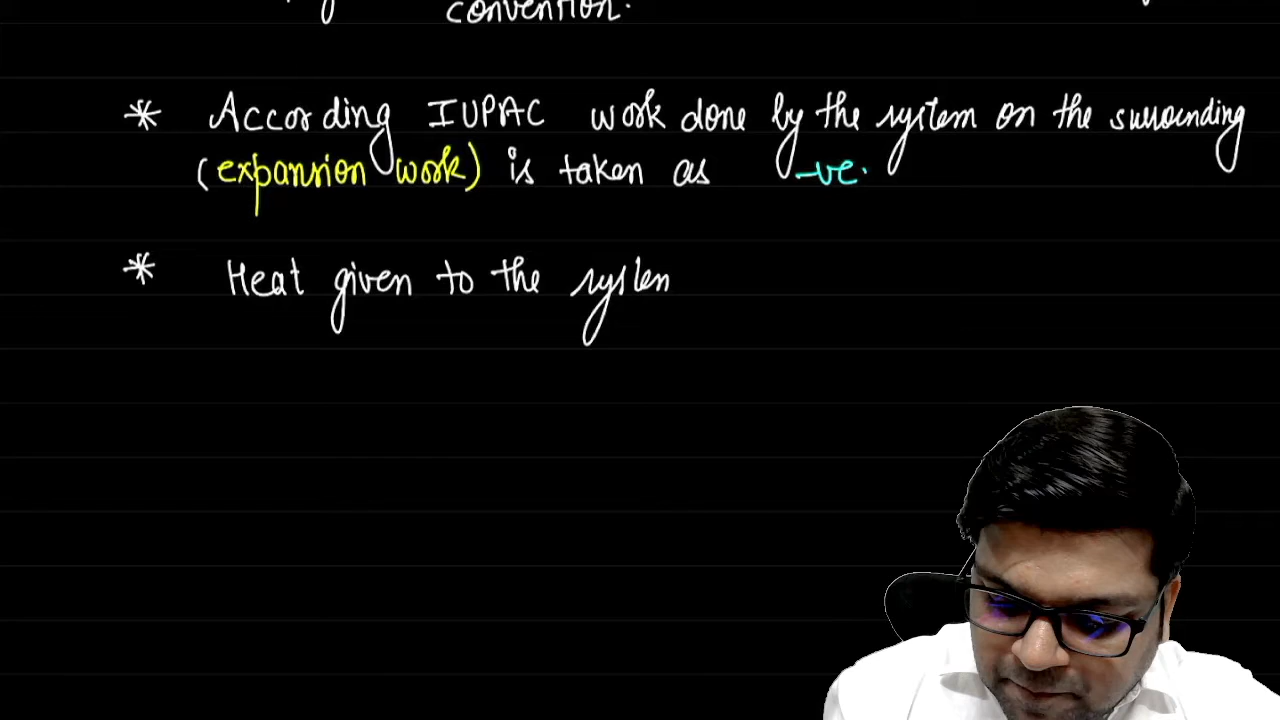 convention.
* According IUPAC work done by the system on the surrounding
(expansion work) is taken as -ve.
* Heat given to the system